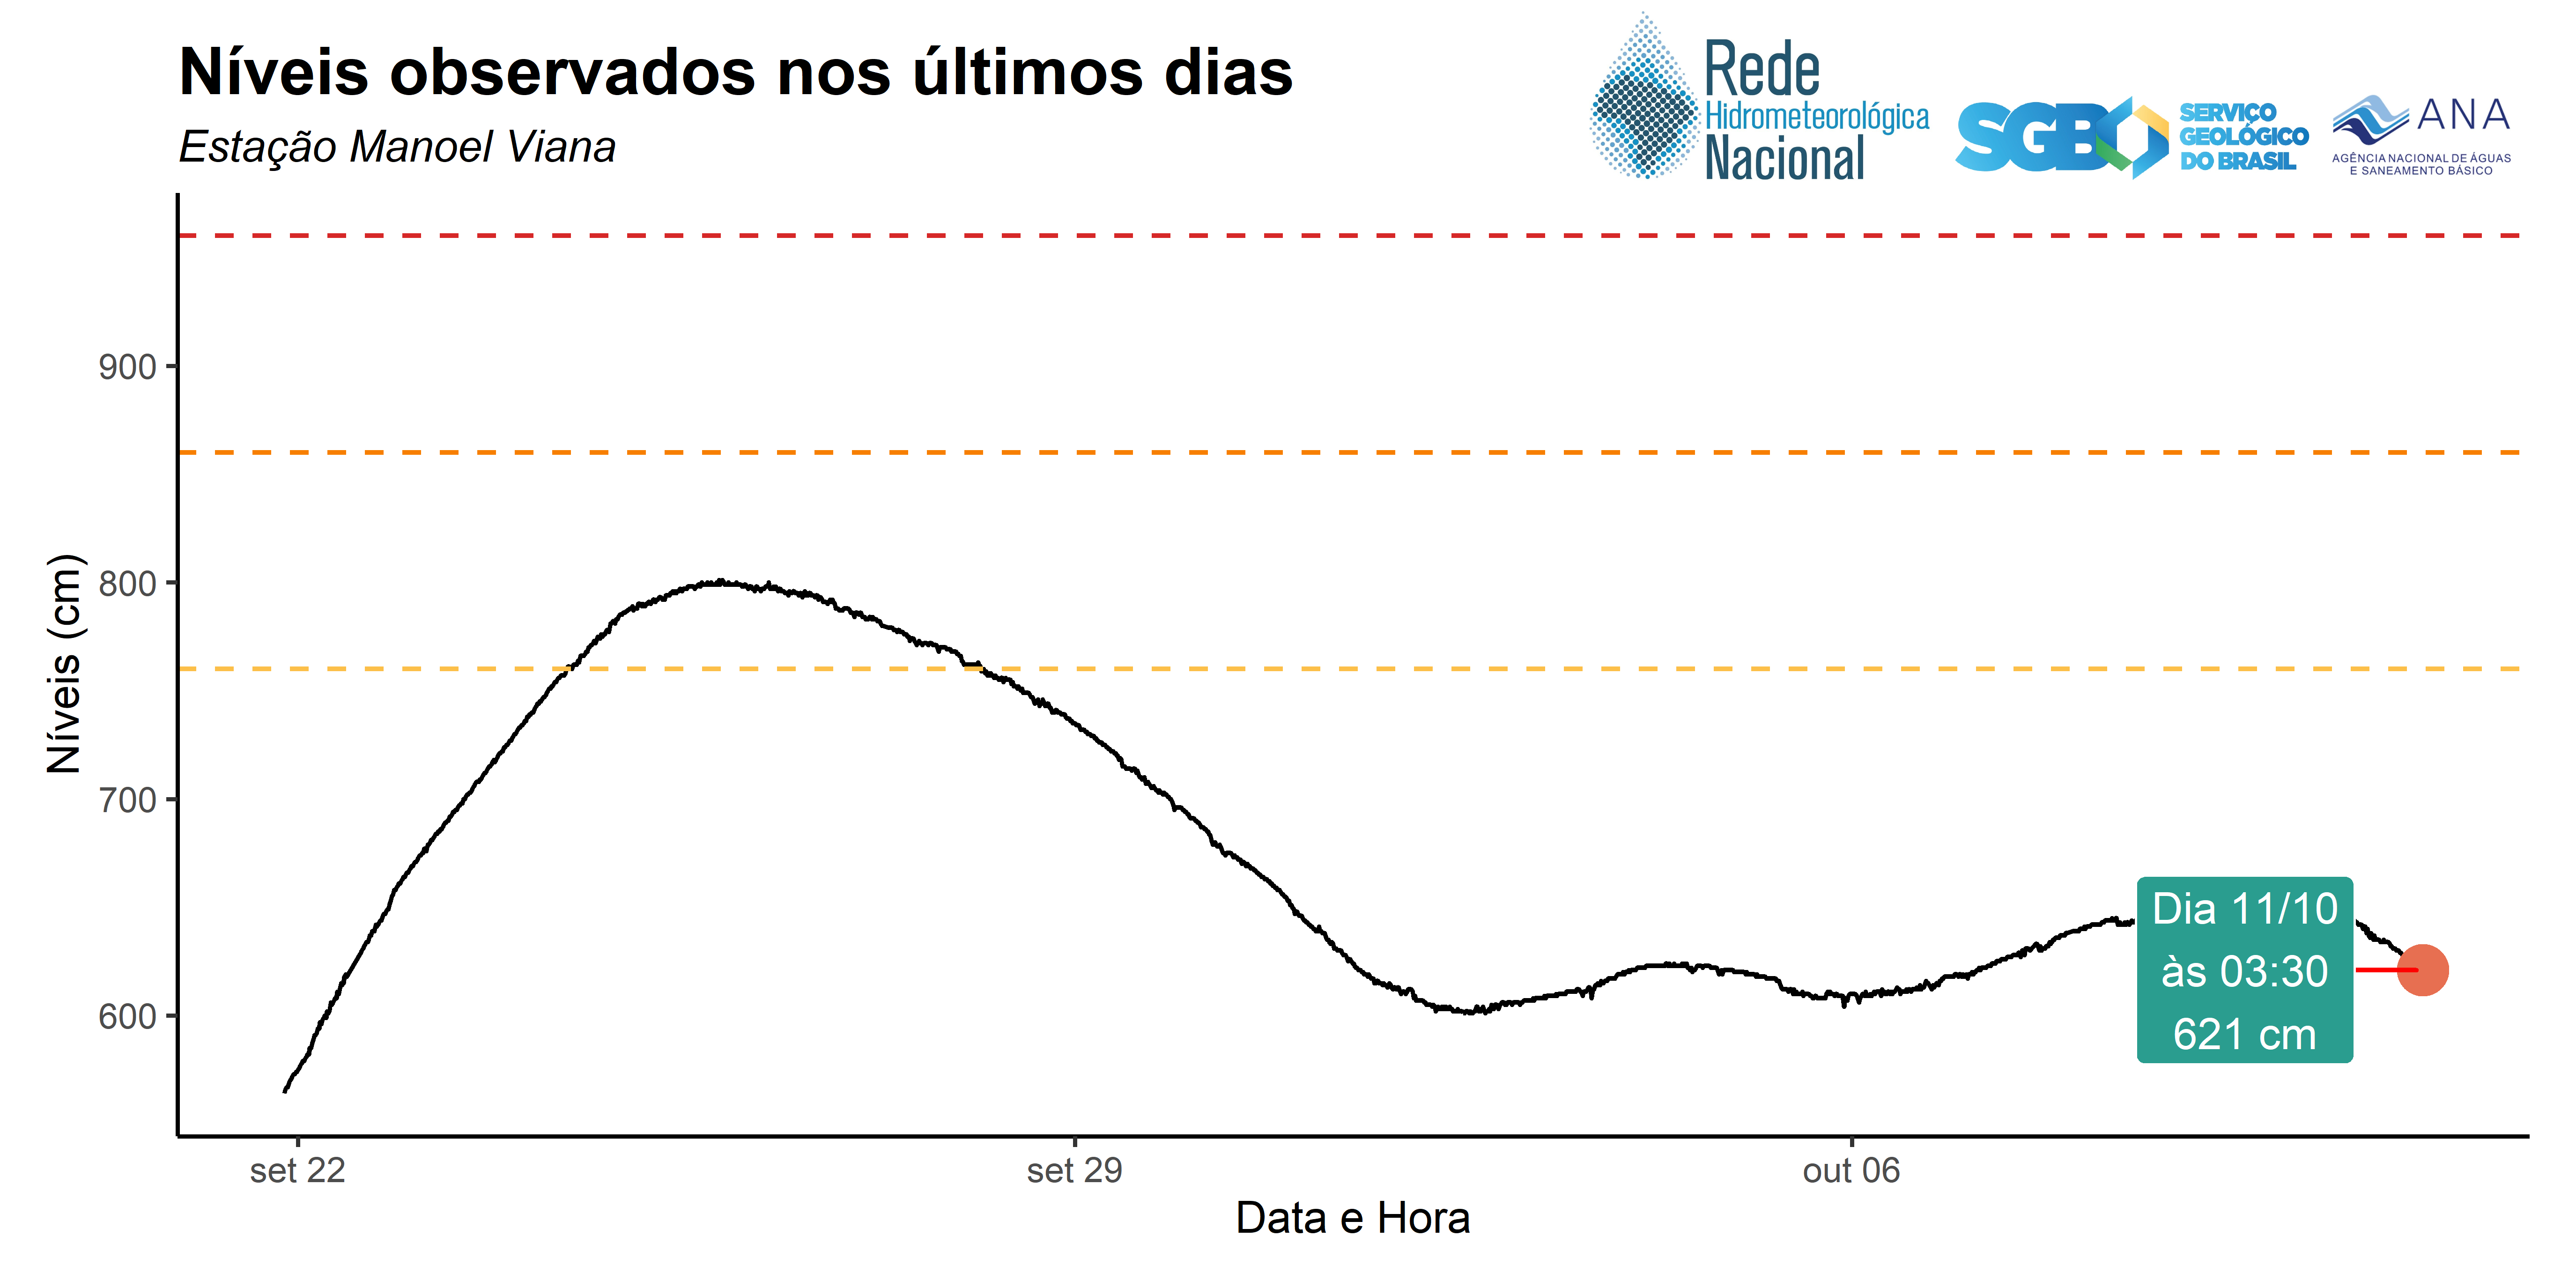 Níveis observados nos últimos dias
Estação Manoel Viana
Rede
Hidrometeorológica
Nacional
SGB
SERVIÇO
GEOLÓGICO
DO BRASIL
ANA
AGÊNCIA NACIONAL DE ÁGUAS
E SANEAMENTO BÁSICO
Níveis (cm)
900
800
700
600
Dia 11/10
às 03:30
621 cm
set 22
set 29
out 06
Data e Hora